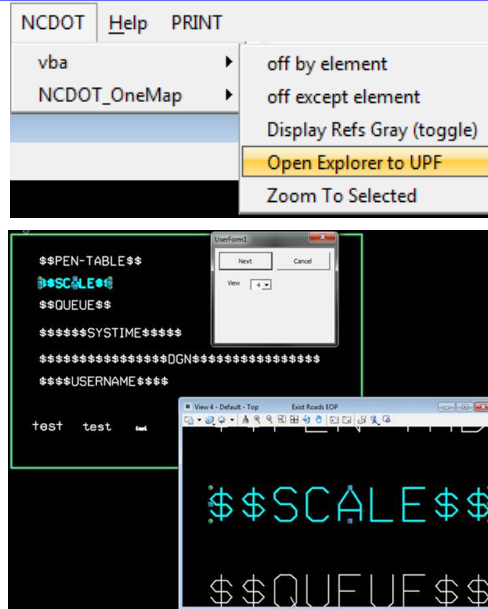 NCDOT Help PRINT
vba
NCDOT_OneMap
off by element
off except element
Display Refs Gray (toggle)
Open Explorer to UPF
Zoom To Selected
UserForm1
Next Cancel
View 4
$$PEN-TABLE$$
$$SCALE$$
$$QUEUE$$
$$$$$$SYSTIME$$$$$
$$$$$$$$$$$$$$$$$DGN$$$$$$$$$$$$$$$$
$$$$USERNAME$$$$
test test
View 4 - Default - Top Exist Roads EOP
$$SCALE$$
$$QUEUE$$